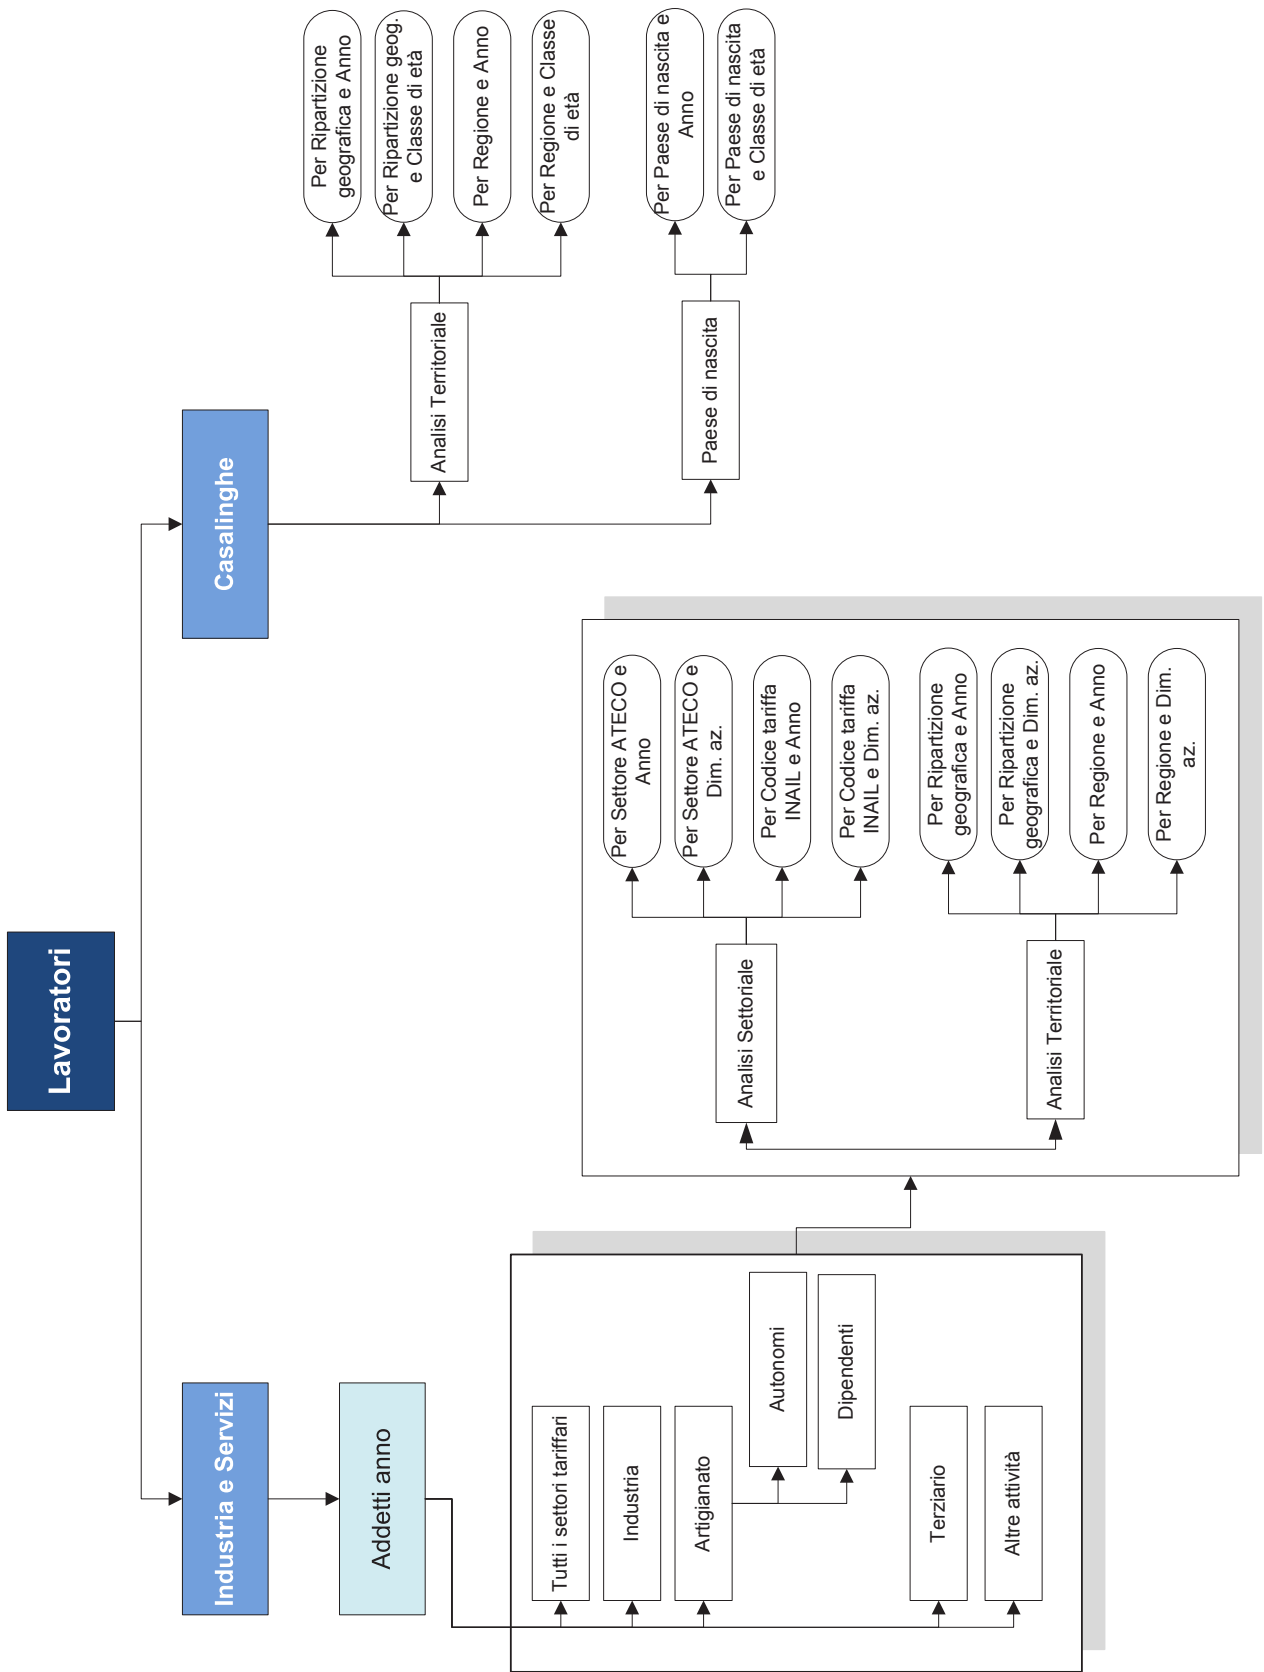 Lavoratori
Industria e Servizi
Addetti anno
Tutti i settori tariffari
Industria
Artigianato
Autonomi
Dipendenti
Terziario
Altre attività
Analisi Settoriale
Per Settore ATECO e
Anno
Per Settore ATECO e
Dim. az.
Per Codice tariffa
INAIL e Anno
Per Codice tariffa
INAIL e Dim. az.
Analisi Territoriale
Per Ripartizione
geografica e Anno
Per Ripartizione
geografica e Dim. az.
Per Regione e Anno
Per Regione e Dim.
az.
Casalinghe
Analisi Territoriale
Per Ripartizione
geografica e Anno
Per Ripartizione geog.
e Classe di età
Per Regione e Anno
Per Regione e Classe
di età
Paese di nascita
Per Paese di nascita e
Anno
Per Paese di nascita
e Classe di età